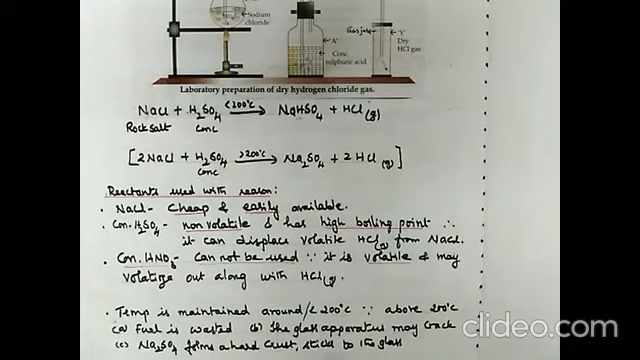 Sodium
chloride
Gas jar
'A'
'Y'
Dry
HCl gas
Conc
sulphuric acid
Laboratory preparation of dry hydrogen chloride gas.
NaCl + H₂SO₄ <200°C → NaHSO₄ + HCl(g)
Rock salt conc
[2NaCl + H₂SO₄ >200°C → Na₂SO₄ + 2HCl(g)]
conc
Reactants used with reason:
• NaCl - Cheap & easily available.
• Con. H₂SO₄ - non volatile & has high boiling point ∴
it can displace volatile HCl(g) from NaCl.
• Con. HNO₃ - can not be used ∵ it is volatile & may
volatize out along with HCl(g).
• Temp is maintained around/< 200°C ∵ above 200°C
(a) Fuel is wasted (b) The glass apparatus may crack
(c) Na₂SO₄ forms a hard crust, sticks to the glass
clideo.com